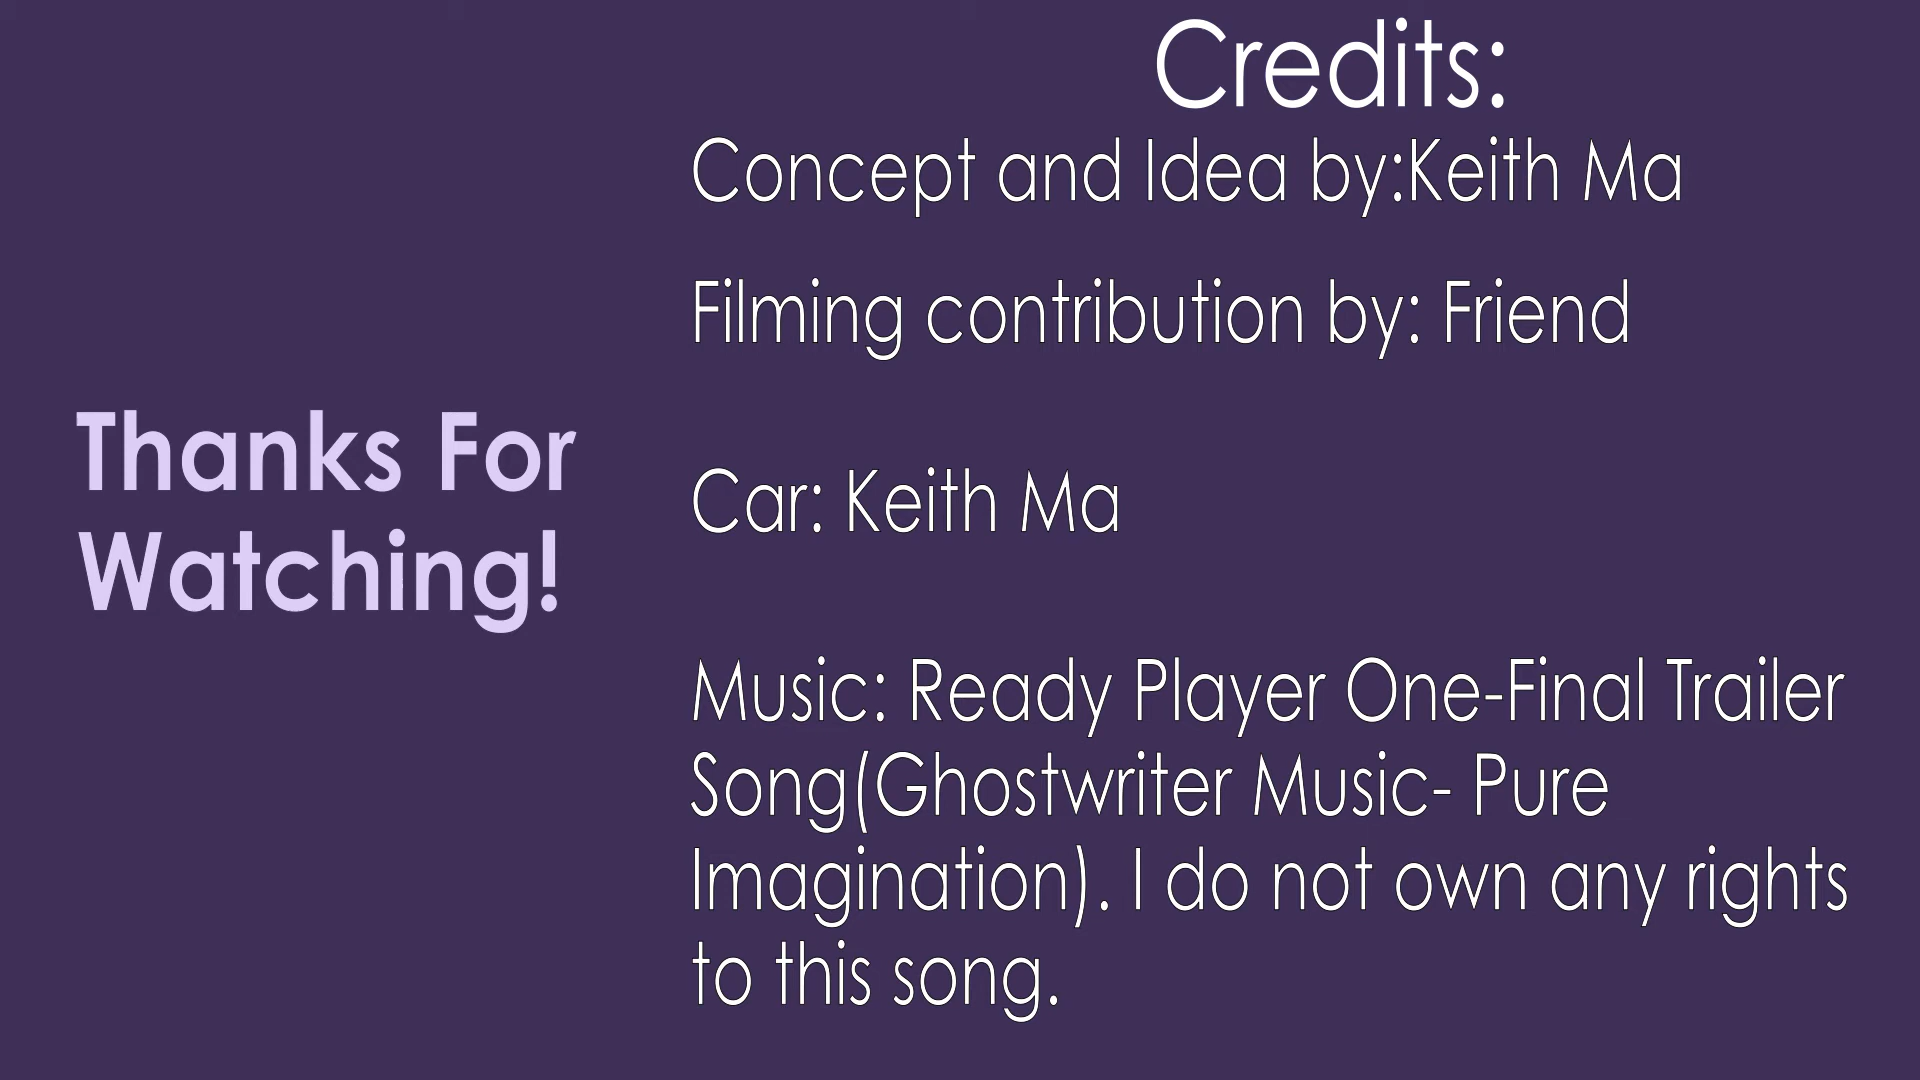 Credits:
Concept and Idea by:Keith Ma
Filming contribution by: Friend
Thanks For
Watching!
Car: Keith Ma
Music: Ready Player One-Final Trailer
Song(Ghostwriter Music- Pure
Imagination). I do not own any rights
to this song.